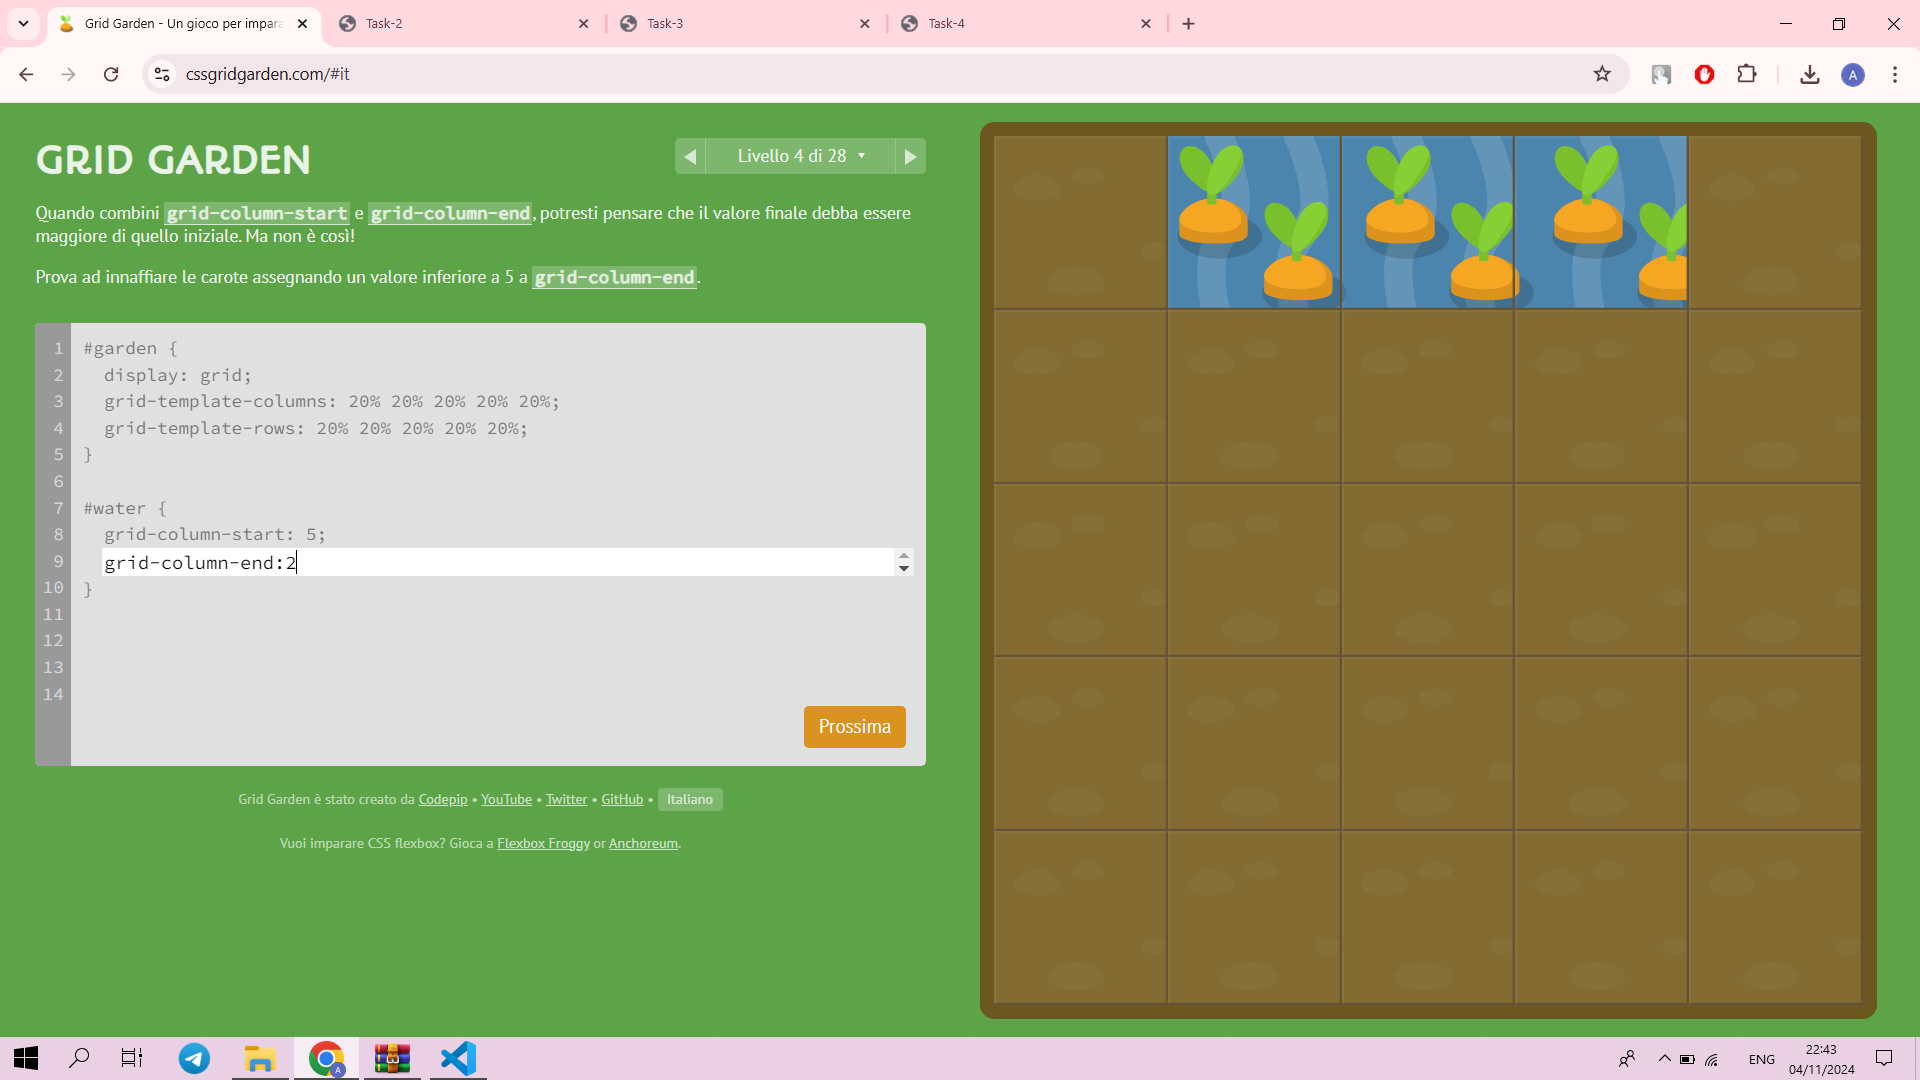 Grid Garden - Un gioco per impara
Task-2
Task-3
Task-4
cssgridgarden.com/#it
A
GRID GARDEN
Livello 4 di 28
Quando combini grid-column-start e grid-column-end, potresti pensare che il valore finale debba essere
maggiore di quello iniziale. Ma non è così!
Prova ad innaffiare le carote assegnando un valore inferiore a 5 a grid-column-end.
1 #garden {
2 display: grid;
3 grid-template-columns: 20% 20% 20% 20% 20%;
4 grid-template-rows: 20% 20% 20% 20% 20%;
5 }
6
7 #water {
8 grid-column-start: 5;
9 grid-column-end:2
10 }
11
12
13
14
Prossima
Grid Garden è stato creato da Codepip • YouTube • Twitter • GitHub • Italiano
Vuoi imparare CSS flexbox? Gioca a Flexbox Froggy or Anchoreum.
A
ENG
22:43
04/11/2024